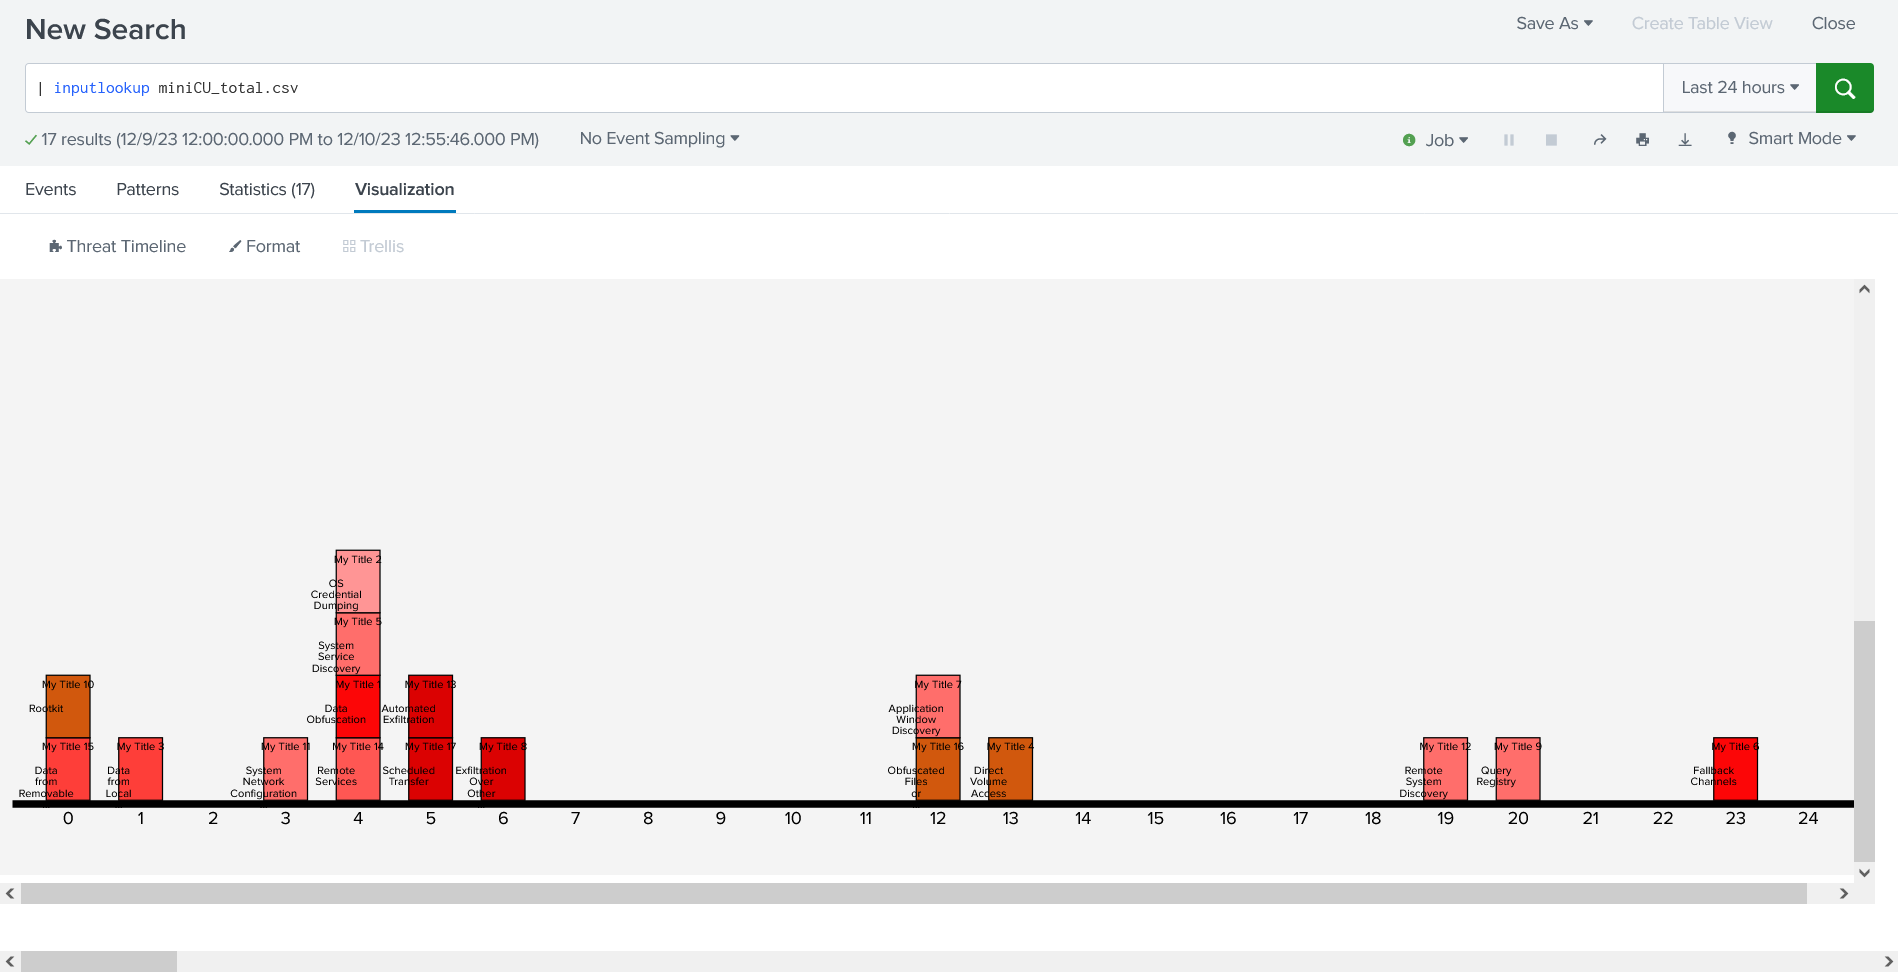 New Search
Save As
Create Table View
Close
| inputlookup miniCU_total.csv
Last 24 hours
17 results (12/9/23 12:00:00.000 PM to 12/10/23 12:55:46.000 PM)
No Event Sampling
Job
Smart Mode
Events
Patterns
Statistics (17)
Visualization
Threat Timeline
Format
Trellis
My Title 2
OS
Credential
Dumping
My Title 5
System
Service
Discovery
My Title 10
Rootkit
My Title 1
Data
Obfuscation
My Title 13
Automated
Exfiltration
My Title 7
Application
Window
Discovery
My Title 15
Data
from
Removable
My Title 3
Data
from
Local
My Title 11
System
Network
Configuration
My Title 14
Remote
Services
My Title 17
Scheduled
Transfer
My Title 8
Exfiltration
Over
Other
My Title 16
Obfuscated
Files
or
My Title 4
Direct
Volume
Access
My Title 12
Remote
System
Discovery
My Title 9
Query
Registry
My Title 6
Fallback
Channels
0 1 2 3 4 5 6 7 8 9 10 11 12 13 14 15 16 17 18 19 20 21 22 23 24